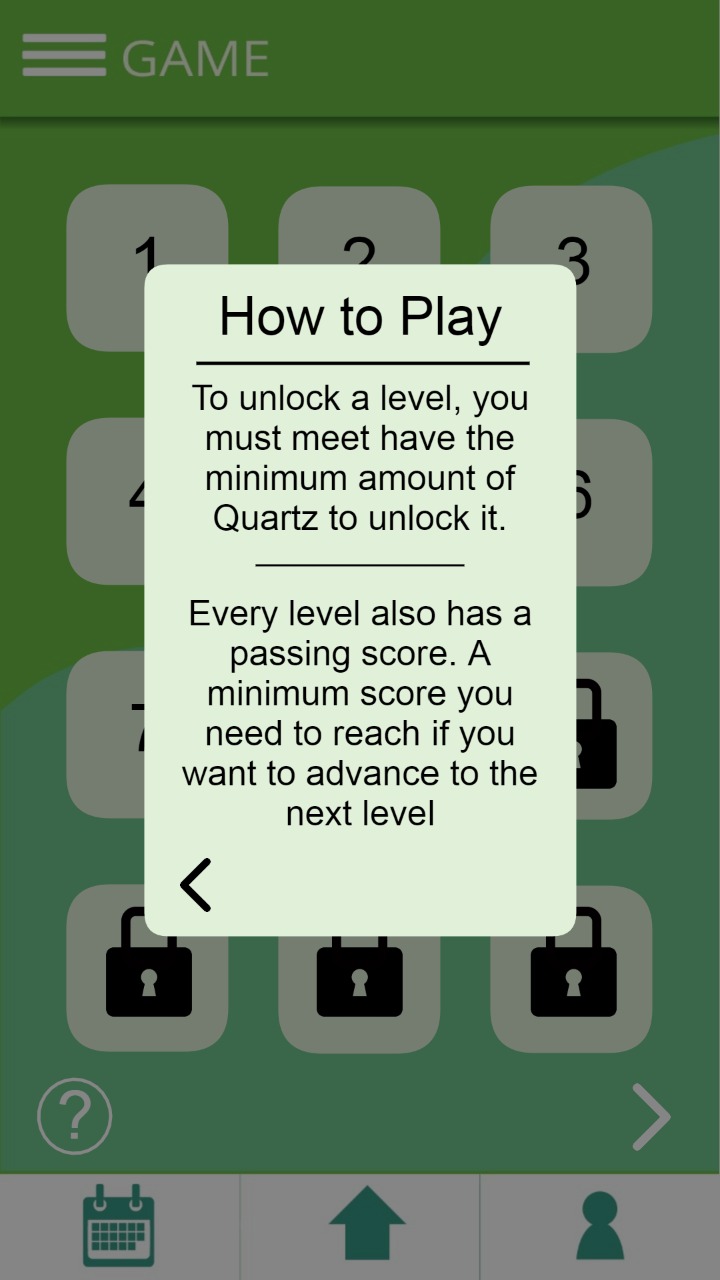 GAME
1 2 3
How to Play
To unlock a level, you
must meet have the
minimum amount of
Quartz to unlock it.
4 6
Every level also has a
passing score. A
minimum score you
need to reach if you
want to advance to the
next level
7
?